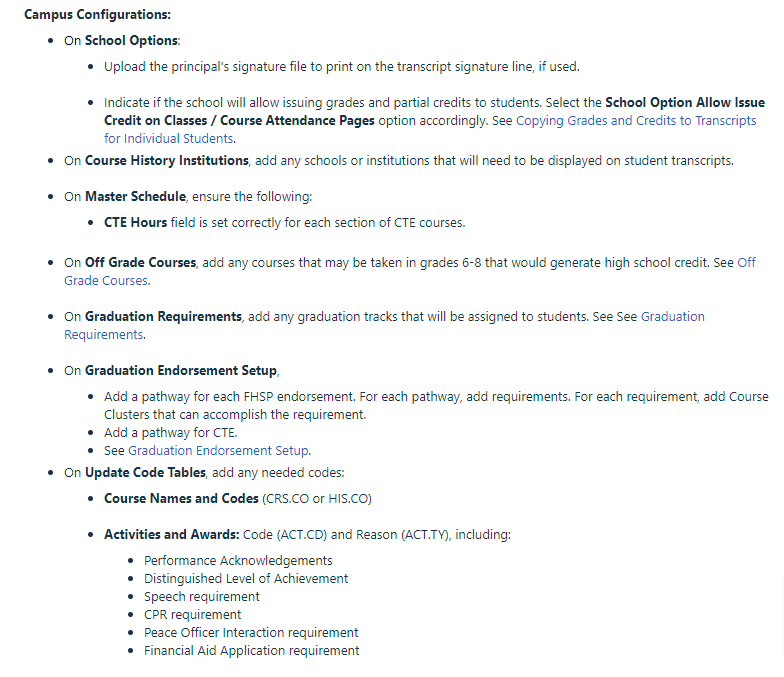 Campus Configurations:
On School Options:
Upload the principal's signature file to print on the transcript signature line, if used.
Indicate if the school will allow issuing grades and partial credits to students. Select the School Option Allow Issue
Credit on Classes / Course Attendance Pages option accordingly. See Copying Grades and Credits to Transcripts
for Individual Students.
On Course History Institutions, add any schools or institutions that will need to be displayed on student transcripts.
On Master Schedule, ensure the following:
CTE Hours field is set correctly for each section of CTE courses.
On Off Grade Courses, add any courses that may be taken in grades 6-8 that would generate high school credit. See Off
Grade Courses.
On Graduation Requirements, add any graduation tracks that will be assigned to students. See See Graduation
Requirements.
On Graduation Endorsement Setup,
Add a pathway for each FHSP endorsement. For each pathway, add requirements. For each requirement, add Course
Clusters that can accomplish the requirement.
Add a pathway for CTE.
See Graduation Endorsement Setup.
On Update Code Tables, add any needed codes:
Course Names and Codes (CRS.CO or HIS.CO)
Activities and Awards: Code (ACT.CD) and Reason (ACT.TY), including:
Performance Acknowledgements
Distinguished Level of Achievement
Speech requirement
CPR requirement
Peace Officer Interaction requirement
Financial Aid Application requirement